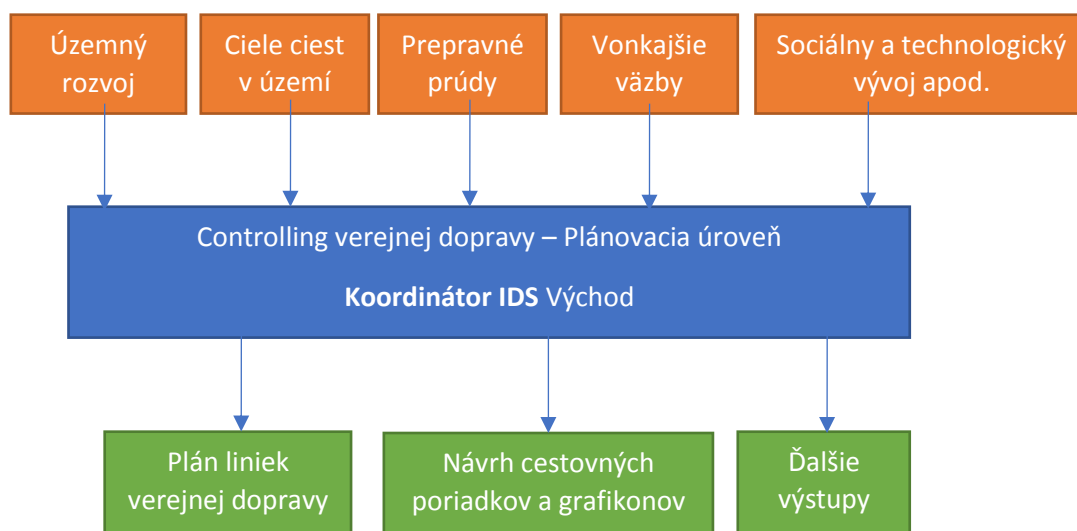 Územný
rozvoj
Ciele ciest
v území
Prepravné
prúdy
Vonkajšie
väzby
Sociálny a technologický
vývoj apod.
Controlling verejnej dopravy – Plánovacia úroveň
Koordinátor IDS Východ
Plán liniek
verejnej dopravy
Návrh cestovných
poriadkov a grafikonov
Ďalšie
výstupy